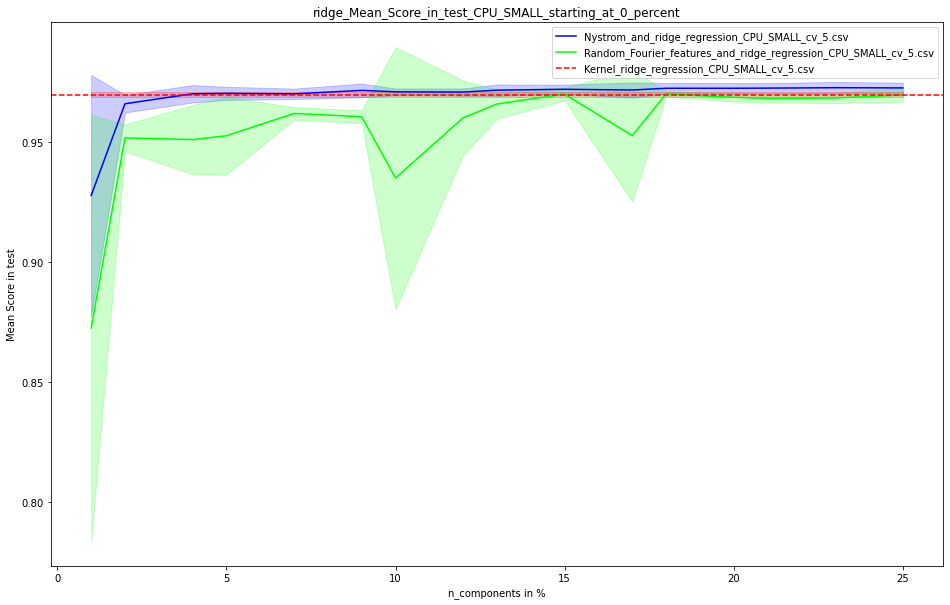 ridge_Mean_Score_in_test_CPU_SMALL_starting_at_0_percent
Nystrom_and_ridge_regression_CPU_SMALL_cv_5.csv
Random_Fourier_features_and_ridge_regression_CPU_SMALL_cv_5.csv
Kernel_ridge_regression_CPU_SMALL_cv_5.csv
Mean Score in test
0.95
0.90
0.85
0.80
0 5 10 15 20 25
n_components in %